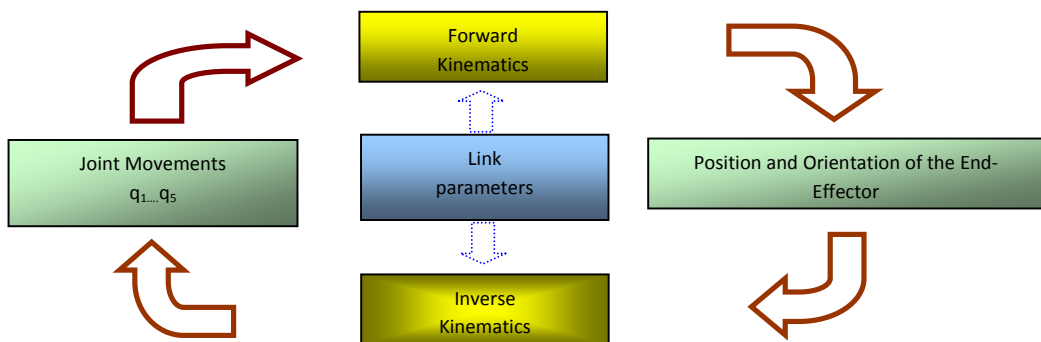 Forward
Kinematics
Joint Movements
q1....q5
Link
parameters
Position and Orientation of the End-
Effector
Inverse
Kinematics